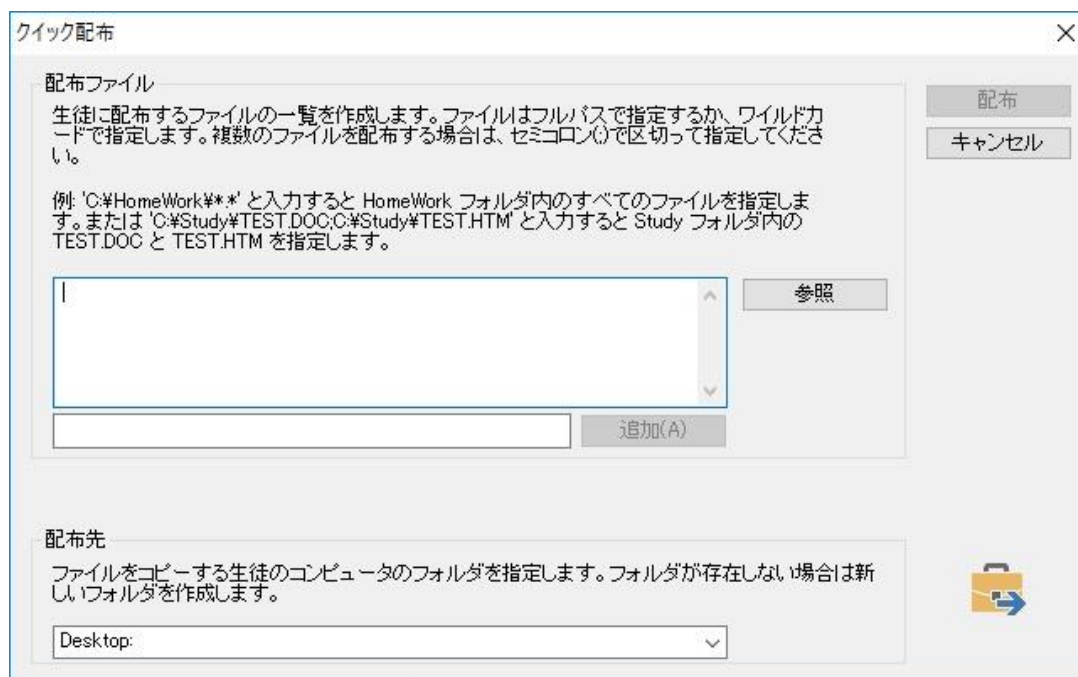 クイック配布
配布ファイル
生徒に配布するファイルの一覧を作成します。ファイルはフルパスで指定するか、ワイルドカ
ードで指定します。複数のファイルを配布する場合は、セミコロン(;)で区切って指定してくださ
い。
例: 'C:¥HomeWork¥*.*' と入力すると HomeWork フォルダ内のすべてのファイルを指定しま
す。または 'C:¥Study¥TEST.DOC;C:¥Study¥TEST.HTM' と入力すると Study フォルダ内の
TEST.DOC と TEST.HTM を指定します。
参照
追加(A)
配布
キャンセル
配布先
ファイルをコピーする生徒のコンピュータのフォルダを指定します。フォルダが存在しない場合は新
しいフォルダを作成します。
Desktop: